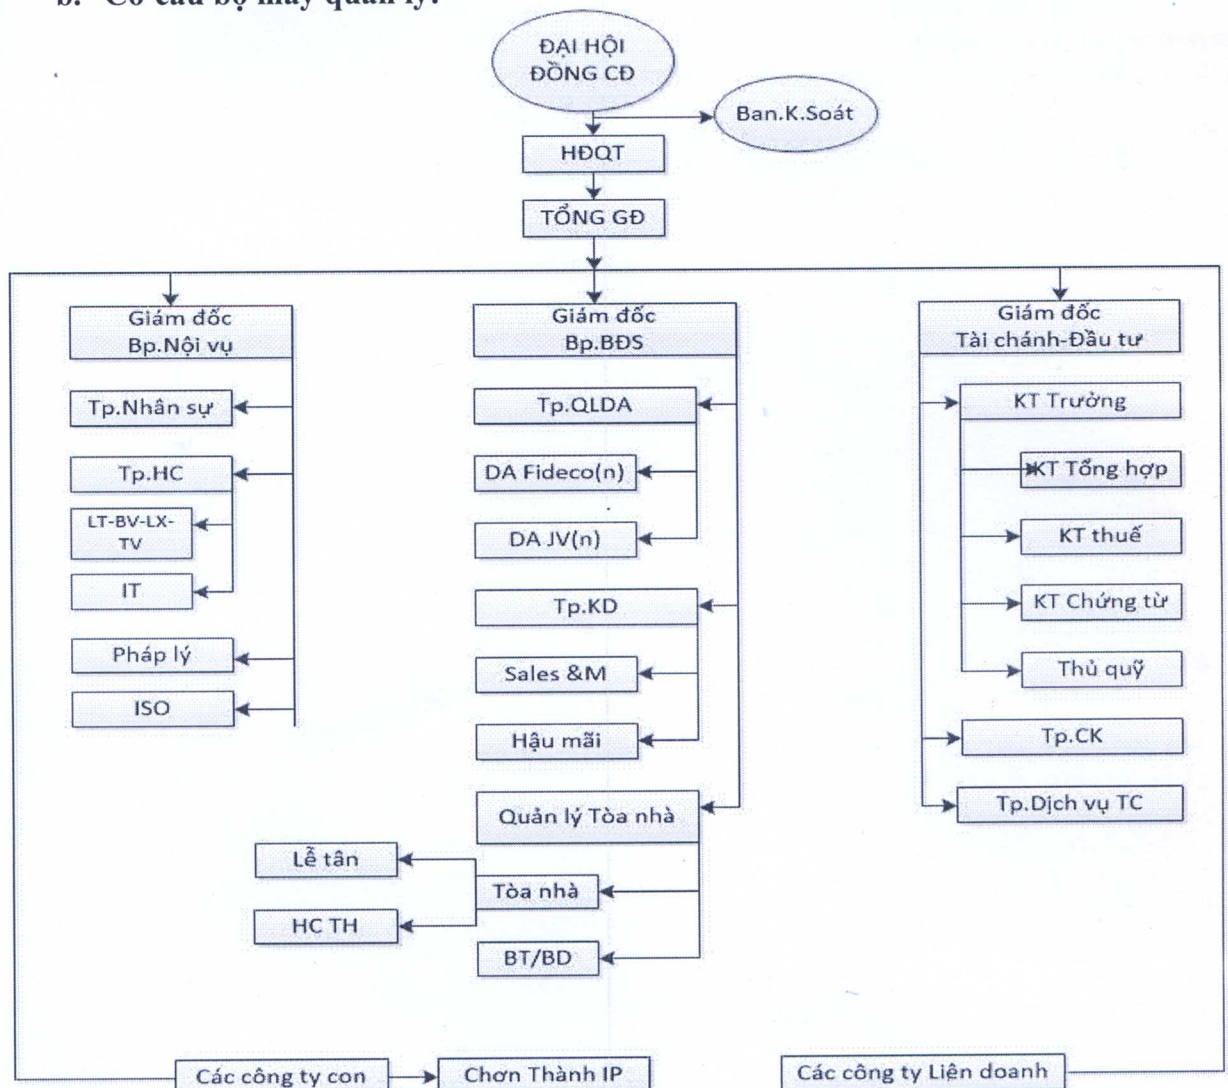 b. Cơ cấu bộ máy quản lý:
ĐẠI HỘI
ĐỒNG CĐ
Ban.K.Soát
HĐQT
TỔNG GĐ
Giám đốc
Bp.Nội vụ
Tp.Nhân sự
Tp.HC
LT-BV-LX-
TV
IT
Pháp lý
ISO
Giám đốc
Bp.BĐS
Tp.QLDA
DA Fideco(n)
DA JV(n)
Tp.KD
Sales &M
Hậu mãi
Quản lý Tòa nhà
Lễ tân
Tòa nhà
HC TH
BT/BD
Giám đốc
Tài chánh-Đầu tư
KT Trưởng
KT Tổng hợp
KT thuế
KT Chứng từ
Thủ quỹ
Tp.CK
Tp.Dịch vụ TC
Các công ty con
Chơn Thành IP
Các công ty Liện doanh